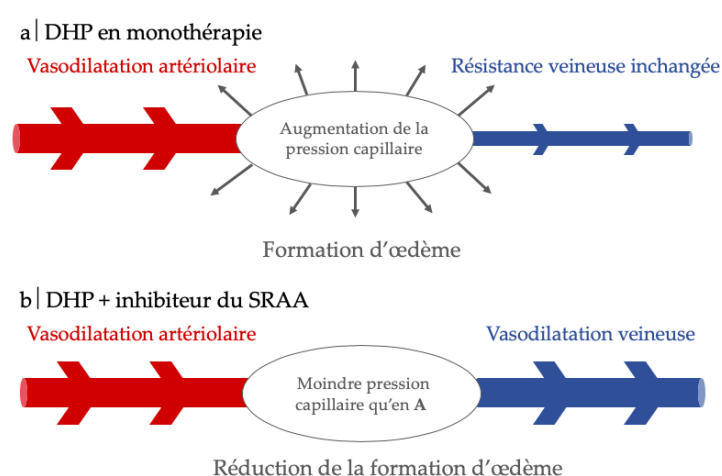 a | DHP en monothérapie
Vasodilatation artériolaire
Résistance veineuse inchangée
Augmentation de la
pression capillaire
Formation d'œdème
b | DHP + inhibiteur du SRAA
Vasodilatation artériolaire
Vasodilatation veineuse
Moindre pression
capillaire qu'en A
Réduction de la formation d'œdème